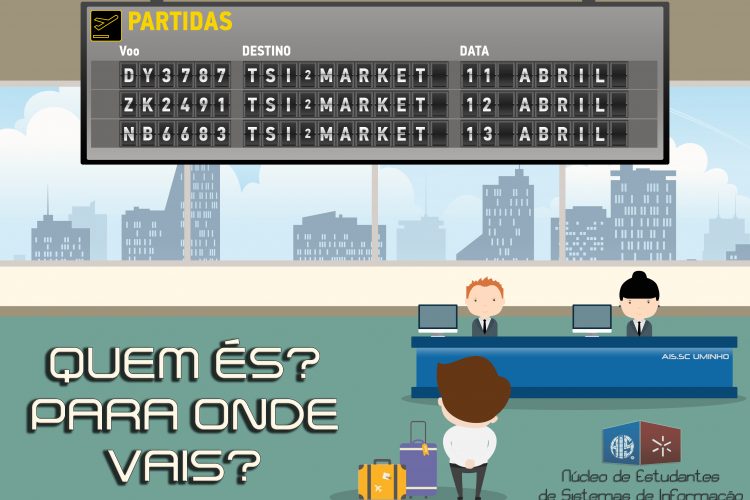 PARTIDAS
Voo DESTINO DATA
DY3787 TSI2MARKET 11 ABRIL
ZK2491 TSI2MARKET 12 ABRIL
NB6683 TSI2MARKET 13 ABRIL
AIS.SC UMINHO
QUEM ÉS?
PARA ONDE
VAIS?
AIS
Núcleo de Estudantes
de Sistemas de Informação